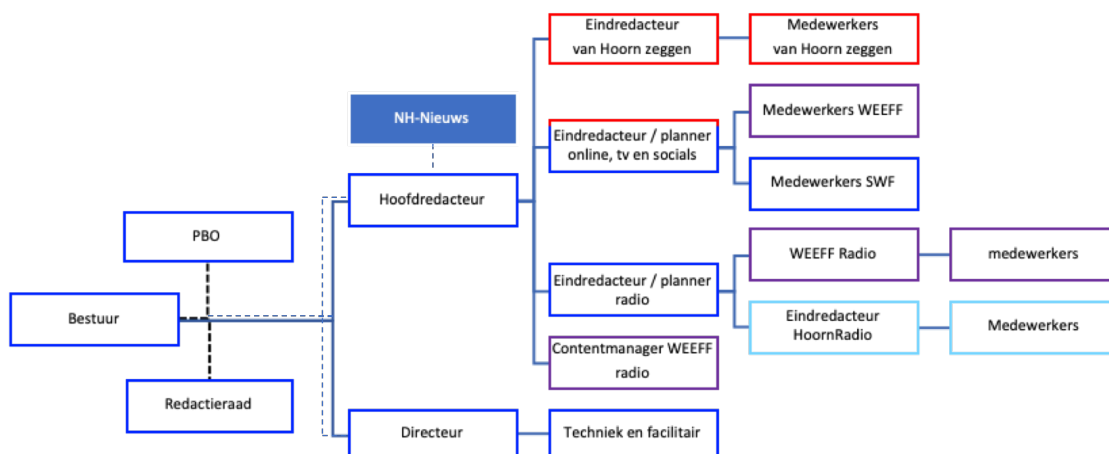 Eindredacteur
van Hoorn zeggen
Medewerkers
van Hoorn zeggen
NH-Nieuws
Eindredacteur / planner
online, tv en socials
Medewerkers WEEFF
Medewerkers SWF
Hoofdredacteur
PBO
Bestuur
Redactieraad
Eindredacteur / planner
radio
WEEFF Radio
medewerkers
Eindredacteur
HoornRadio
Medewerkers
Contentmanager WEEFF
radio
Directeur
Techniek en facilitair